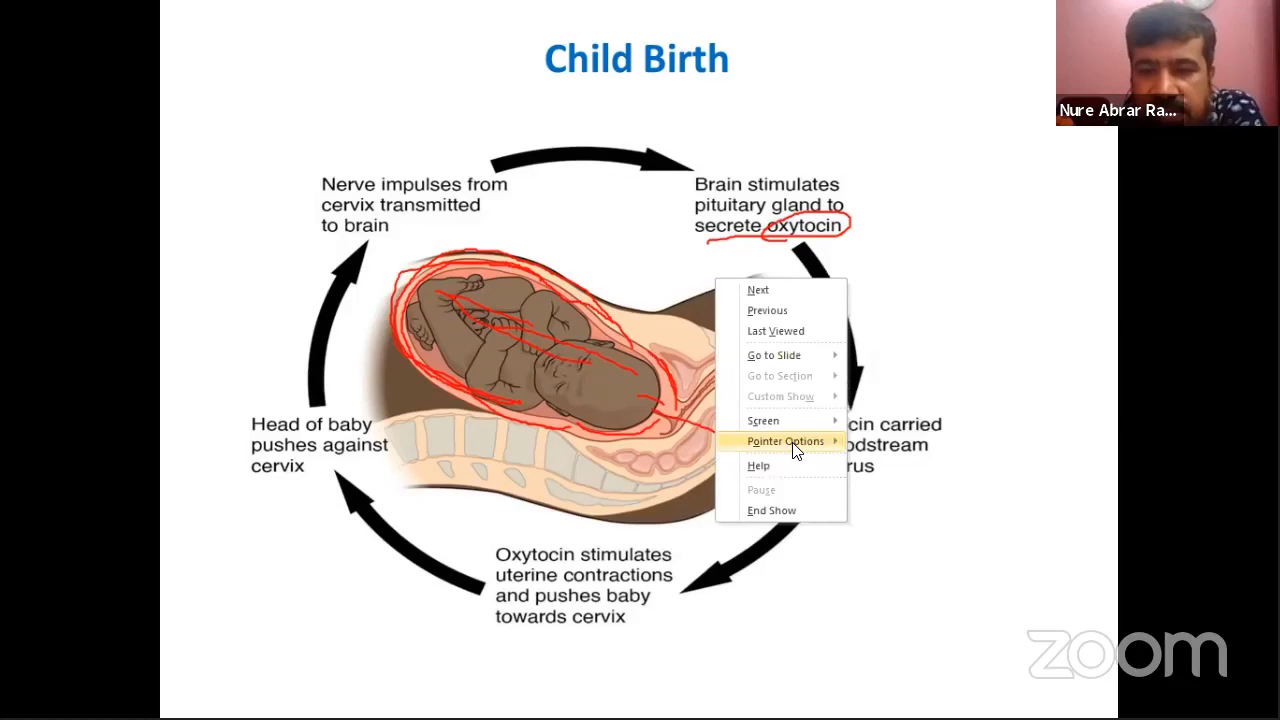 Child Birth
Nure Abrar Ra...
Nerve impulses from
cervix transmitted
to brain
Brain stimulates
pituitary gland to
secrete oxytocin
Next
Previous
Last Viewed
Go to Slide
Go to Section
Custom Show
Screen
Pointer Options
Help
Pause
End Show
cin carried
odstream
rus
Head of baby
pushes against
cervix
Oxytocin stimulates
uterine contractions
and pushes baby
towards cervix
zoom